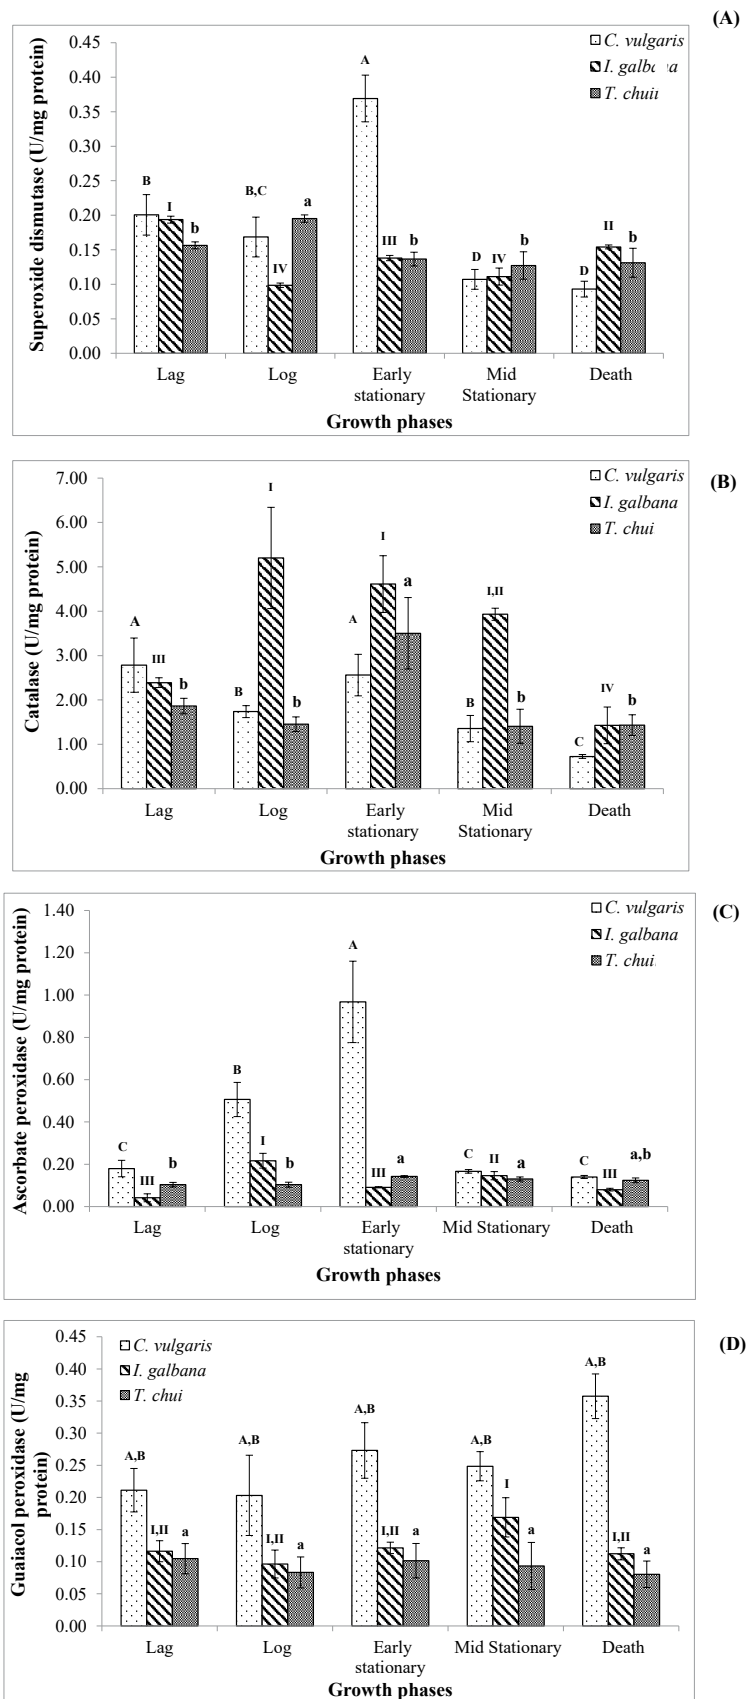 (A)
Superoxide dismutase (U/mg protein)
0.45
0.40
0.35
0.30
0.25
0.20
0.15
0.10
0.05
0.00
C. vulgaris
T. chuii
B
I
b
B,C
IV
a
A
III
b
D
IV
b
D
II
b
Lag
Log
Early
stationary
Mid
Stationary
Death
Growth phases
(B)
Catalase (U/mg protein)
7.00
6.00
5.00
4.00
3.00
2.00
1.00
0.00
C. vulgaris
I. galbana
T. chui
A
III
b
B
I
b
A
I
a
B
I,II
b
C
IV
b
Lag
Log
Early
stationary
Mid
Stationary
Death
Growth phases
(C)
Ascorbate peroxidase (U/mg protein)
1.40
1.20
1.00
0.80
0.60
0.40
0.20
0.00
C. vulgaris
I. galbana
T. chui
C
III
b
B
I
b
A
III
a
C
II
a
C
III
a,b
Lag
Log
Early
stationary
Mid Stationary
Death
Growth phases
(D)
Guaiacol peroxidase (U/mg
protein)
0.45
0.40
0.35
0.30
0.25
0.20
0.15
0.10
0.05
0.00
C. vulgaris
I. galbana
T. chui
A,B
I,II
a
A,B
I,II
a
A,B
I,II
a
A,B
I
a
A,B
I,II
a
Lag
Log
Early
stationary
Mid Stationary
Death
Growth phases